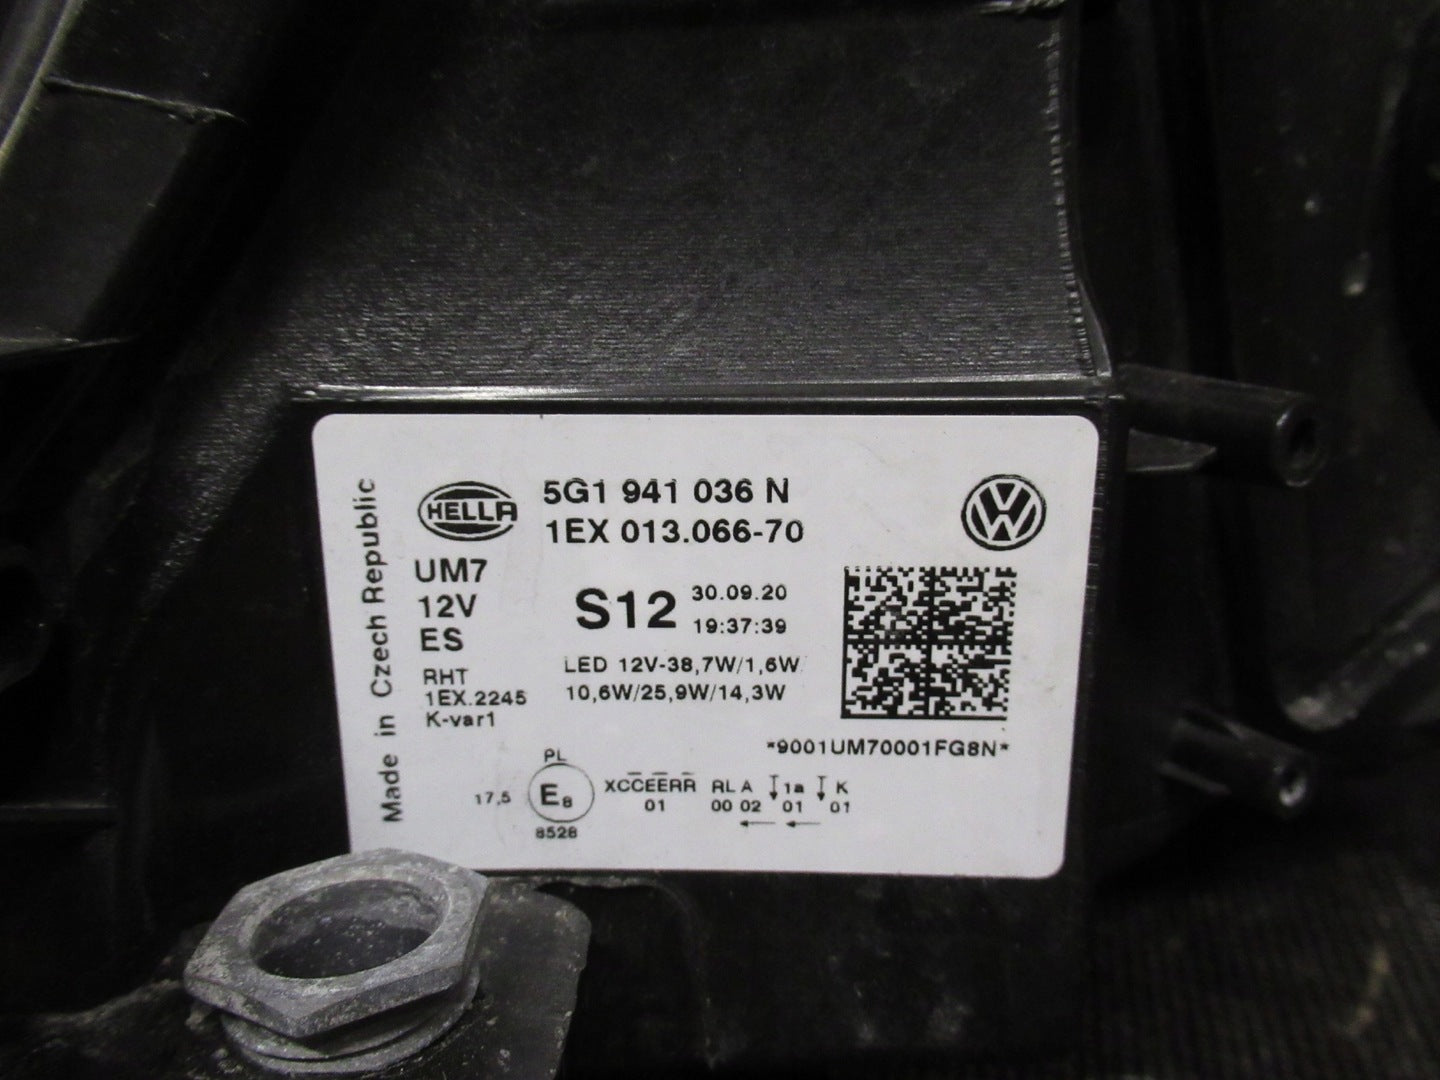 Made in Czech Republic
HELLA
5G1 941 036 N
1EX 013.066-70
UM7
12V
ES
S12
30.09.20
19:37:39
RHT
1EX.2245
K-var1
LED 12V-38,7W/1,6W
10,6W/25,9W/14,3W
*9001UM70001FG8N*
PL
17,5 E8
8528
XCCEERR RL A 1a K
01 00 02 01 01
VW